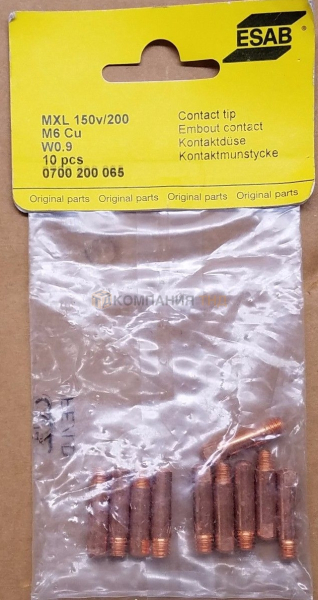 ESAB
MXL 150v/200
M6 Cu
W0.9
10 pcs
0700 200 065
Contact tip
Embout contact
Kontaktdüse
Kontaktmunstycke
Original parts Original parts Original parts Original parts
КОМПАНИЯ